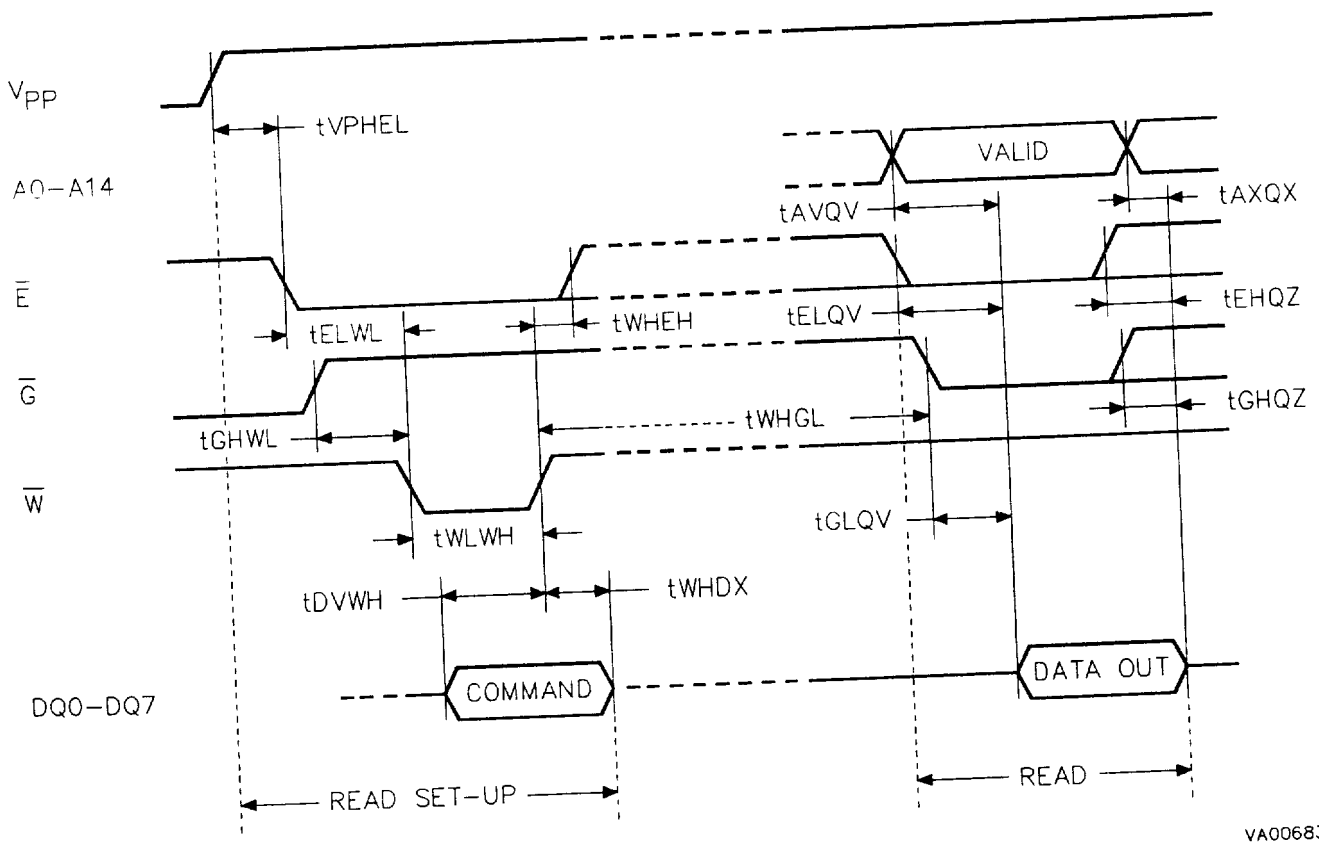 VPP
tVPHEL
A0-A14
VALID
tAVQV
tAXQX
E
tELWL
tWHEH
tELQV
tEHQZ
G
tGHWL
tWHGL
tGHQZ
W
tWLWH
tGLQV
tDVWH
tWHDX
DQ0-DQ7
COMMAND
DATA OUT
READ SET-UP
READ